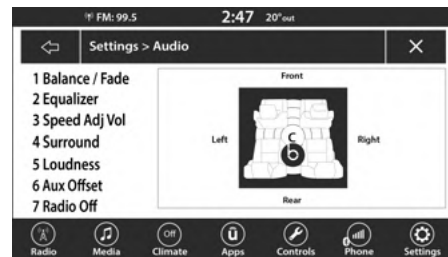 FM: 99.5 2:47 20°out
Settings > Audio
1 Balance / Fade
2 Equalizer
3 Speed Adj Vol
4 Surround
5 Loudness
6 Aux Offset
7 Radio Off
Front
Left
C
Right
Rear
Off
Radio
Media
Climate
Apps
Controls
Phone
Settings